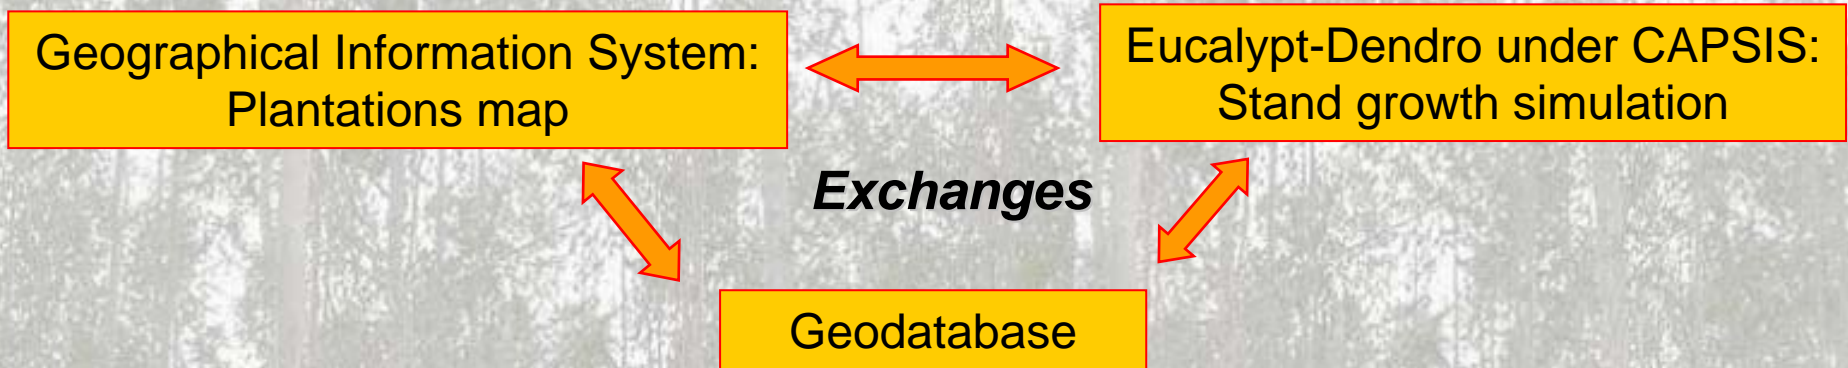 Geographical Information System:
Plantations map
Eucalypt-Dendro under CAPSIS:
Stand growth simulation
Exchanges
Geodatabase